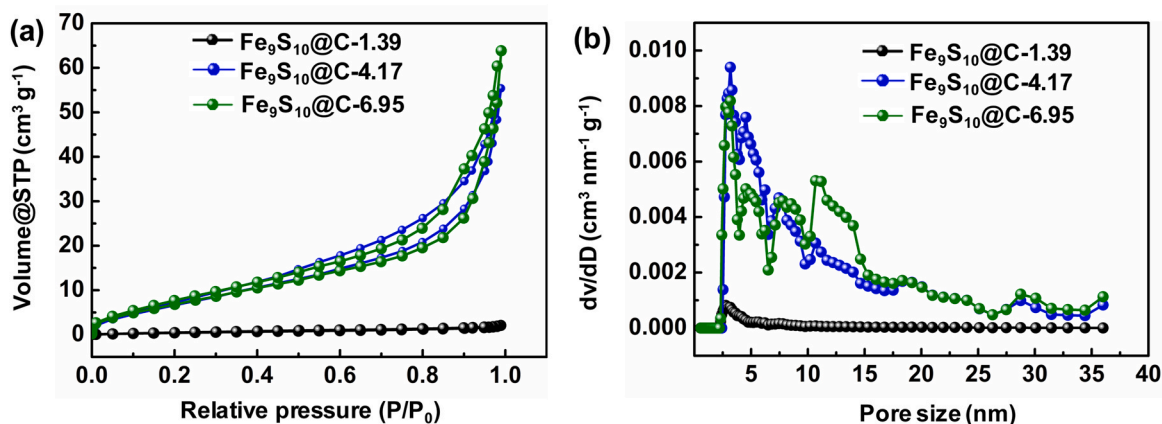 (a)
Fe₉S₁₀@C-1.39
Fe₉S₁₀@C-4.17
Fe₉S₁₀@C-6.95
Volume@STP (cm³ g⁻¹)
70
60
50
40
30
20
10
0
0.0 0.2 0.4 0.6 0.8 1.0
Relative pressure (P/P₀)
(b)
Fe₉S₁₀@C-1.39
Fe₉S₁₀@C-4.17
Fe₉S₁₀@C-6.95
dv/dD (cm³ nm⁻¹ g⁻¹)
0.010
0.008
0.006
0.004
0.002
0.000
5 10 15 20 25 30 35 40
Pore size (nm)